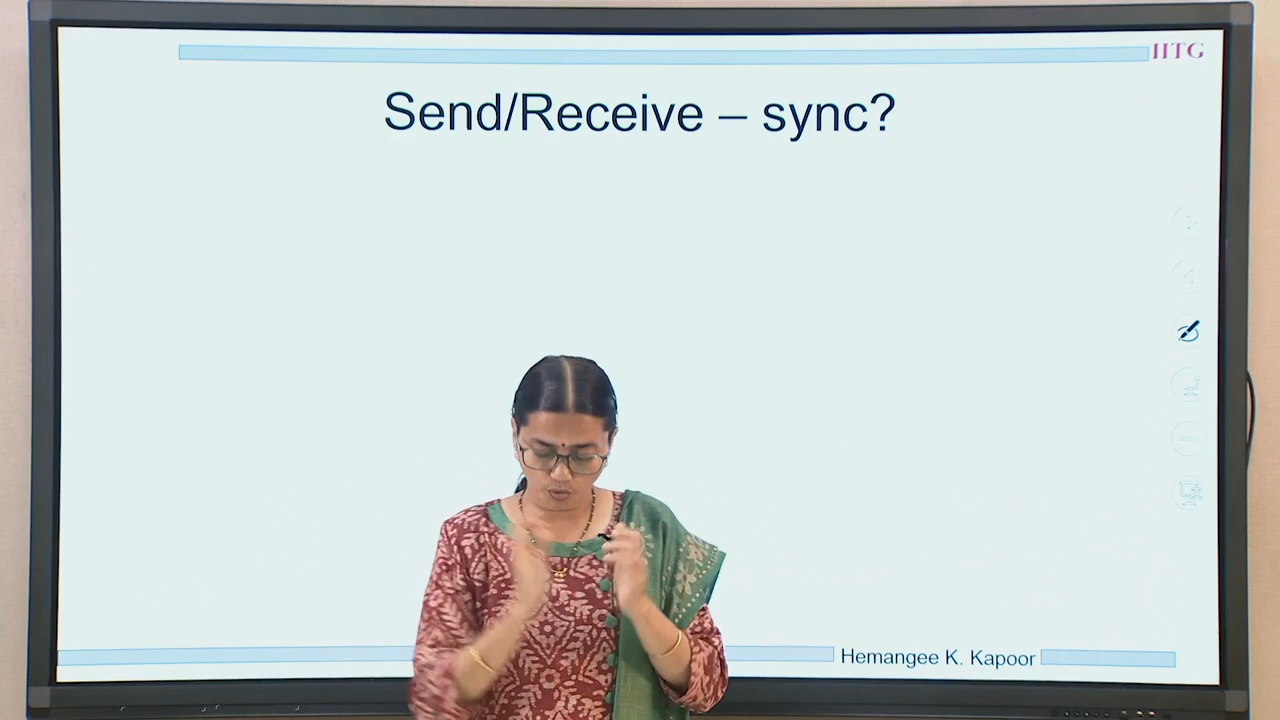 IITG
Send/Receive – sync?
Hemangee K. Kapoor